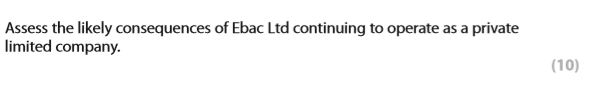 Assess the likely consequences of Ebac Ltd continuing to operate as a private
limited company.
(10)